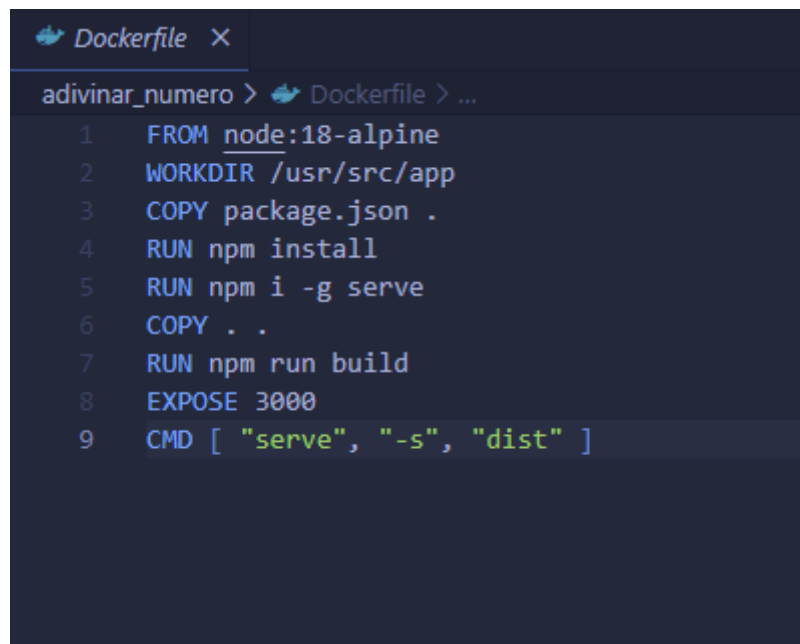 Dockerfile ×
adivinar_numero > Dockerfile > ...
1 FROM node:18-alpine
2 WORKDIR /usr/src/app
3 COPY package.json .
4 RUN npm install
5 RUN npm i -g serve
6 COPY . .
7 RUN npm run build
8 EXPOSE 3000
9 CMD [ "serve", "-s", "dist" ]